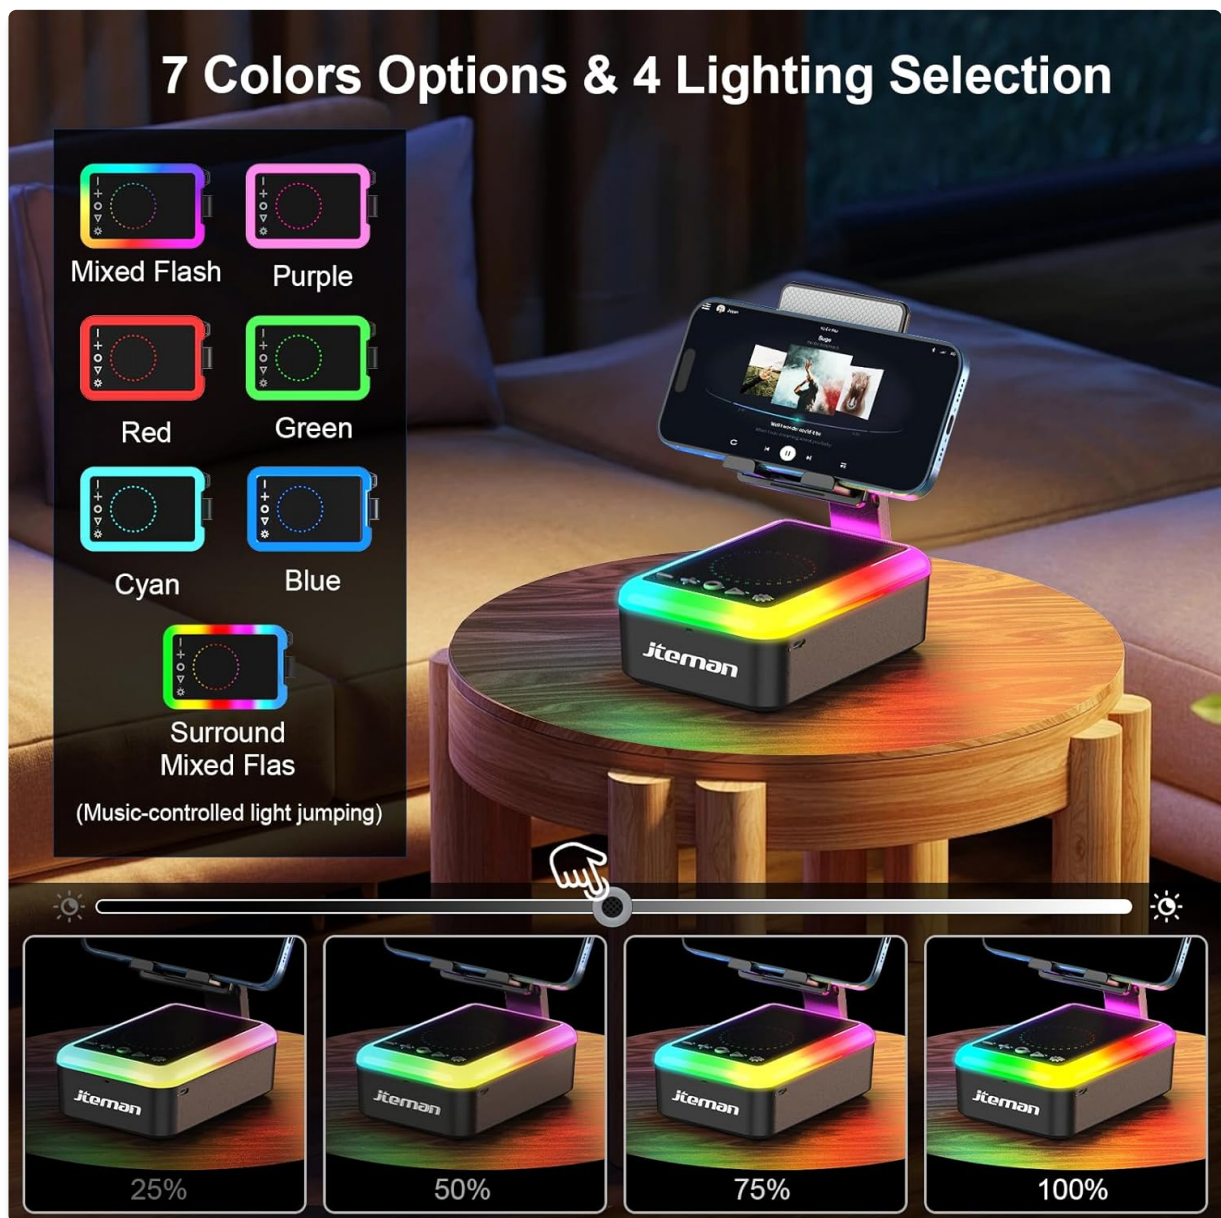 7 Colors Options & 4 Lighting Selection
Mixed Flash
Purple
Red
Green
Cyan
Blue
Surround
Mixed Flas
(Music-controlled light jumping)
Buge
jteman
jteman
jteman
jteman
jteman
25%
50%
75%
100%